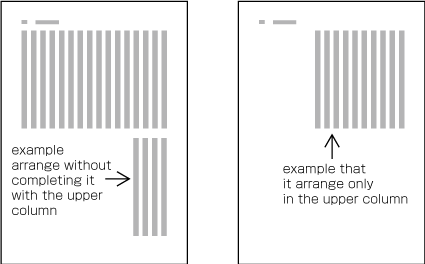 example
arrange without
completing it
with the upper
column
example that
it arrange only
in the upper column